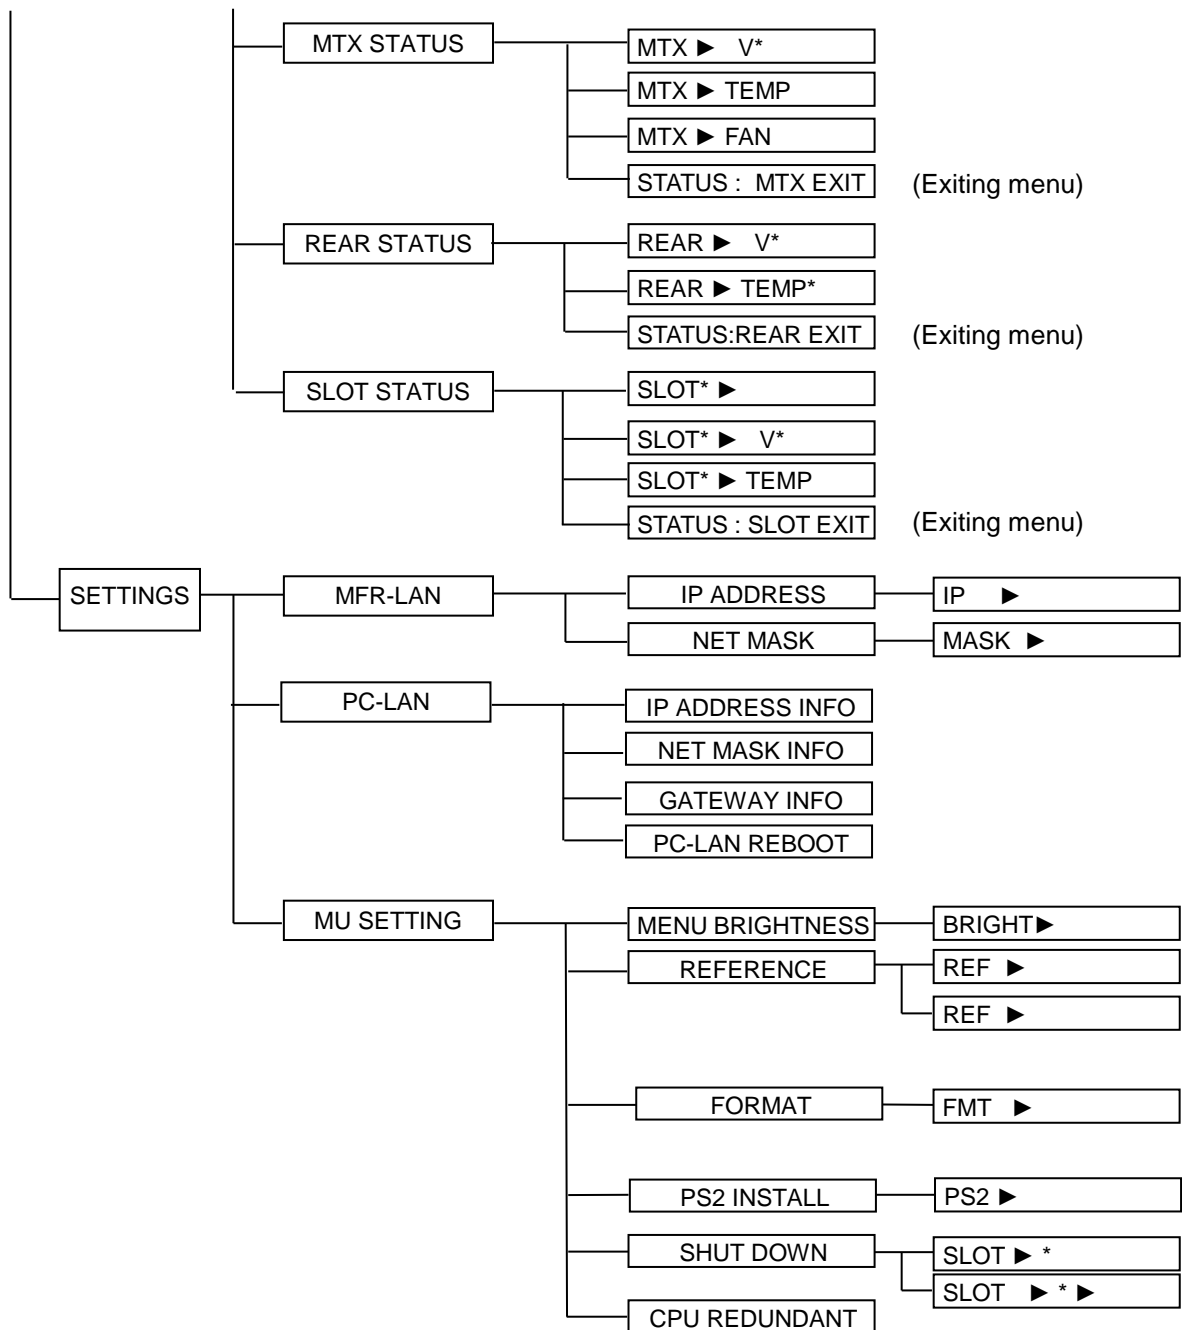 MTX STATUS
MTX ► V*
MTX ► TEMP
MTX ► FAN
STATUS : MTX EXIT (Exiting menu)
REAR STATUS
REAR ► V*
REAR ► TEMP*
STATUS:REAR EXIT (Exiting menu)
SLOT STATUS
SLOT* ►
SLOT* ► V*
SLOT* ► TEMP
STATUS : SLOT EXIT (Exiting menu)
SETTINGS
MFR-LAN
IP ADDRESS
IP ►
NET MASK
MASK ►
PC-LAN
IP ADDRESS INFO
NET MASK INFO
GATEWAY INFO
PC-LAN REBOOT
MU SETTING
MENU BRIGHTNESS
BRIGHT►
REFERENCE
REF ►
REF ►
FORMAT
FMT ►
PS2 INSTALL
PS2 ►
SHUT DOWN
SLOT ► *
SLOT ► * ►
CPU REDUNDANT